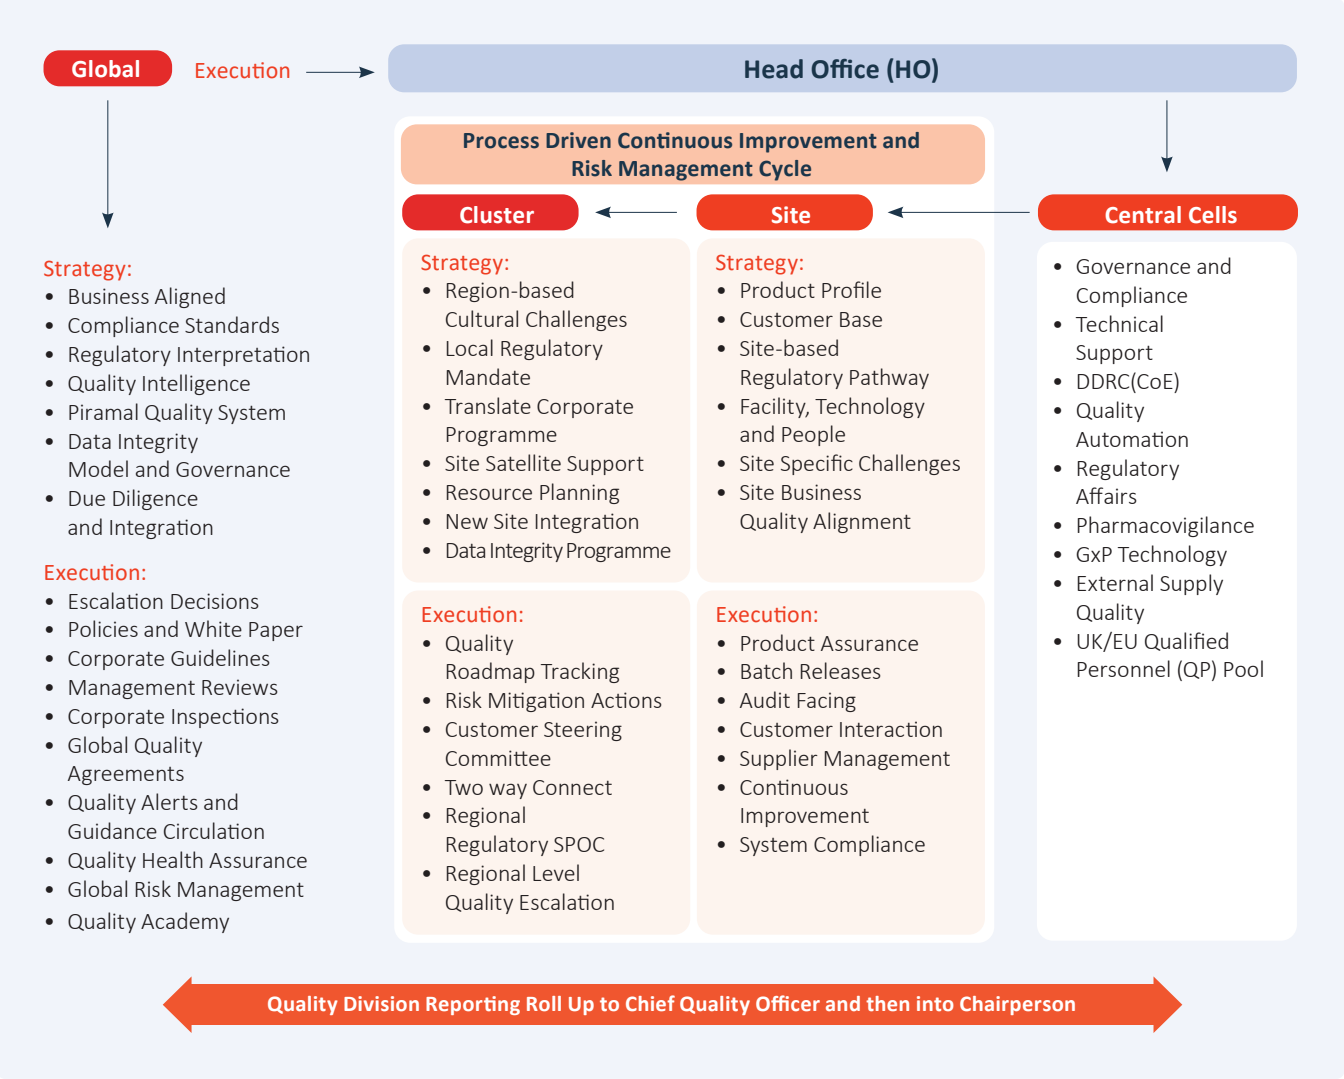 Global
Execution
Head Office (HO)
Strategy:
• Business Aligned
• Compliance Standards
• Regulatory Interpretation
• Quality Intelligence
• Piramal Quality System
• Data Integrity
Model and Governance
• Due Diligence
and Integration
Execution:
• Escalation Decisions
• Policies and White Paper
• Corporate Guidelines
• Management Reviews
• Corporate Inspections
• Global Quality
Agreements
• Quality Alerts and
Guidance Circulation
• Quality Health Assurance
• Global Risk Management
• Quality Academy
Process Driven Continuous Improvement and
Risk Management Cycle
Cluster
Strategy:
• Region-based
Cultural Challenges
• Local Regulatory
Mandate
• Translate Corporate
Programme
• Site Satellite Support
• Resource Planning
• New Site Integration
• Data Integrity Programme
Execution:
• Quality
Roadmap Tracking
• Risk Mitigation Actions
• Customer Steering
Committee
• Two way Connect
• Regional
Regulatory SPOC
• Regional Level
Quality Escalation
Site
Strategy:
• Product Profile
• Customer Base
• Site-based
Regulatory Pathway
• Facility, Technology
and People
• Site Specific Challenges
• Site Business
Quality Alignment
Execution:
• Product Assurance
• Batch Releases
• Audit Facing
• Customer Interaction
• Supplier Management
• Continuous
Improvement
• System Compliance
Central Cells
• Governance and
Compliance
• Technical
Support
• DDRC(CoE)
• Quality
Automation
• Regulatory
Affairs
• Pharmacovigilance
• GxP Technology
• External Supply
Quality
• UK/EU Qualified
Personnel (QP) Pool
Quality Division Reporting Roll Up to Chief Quality Officer and then into Chairperson